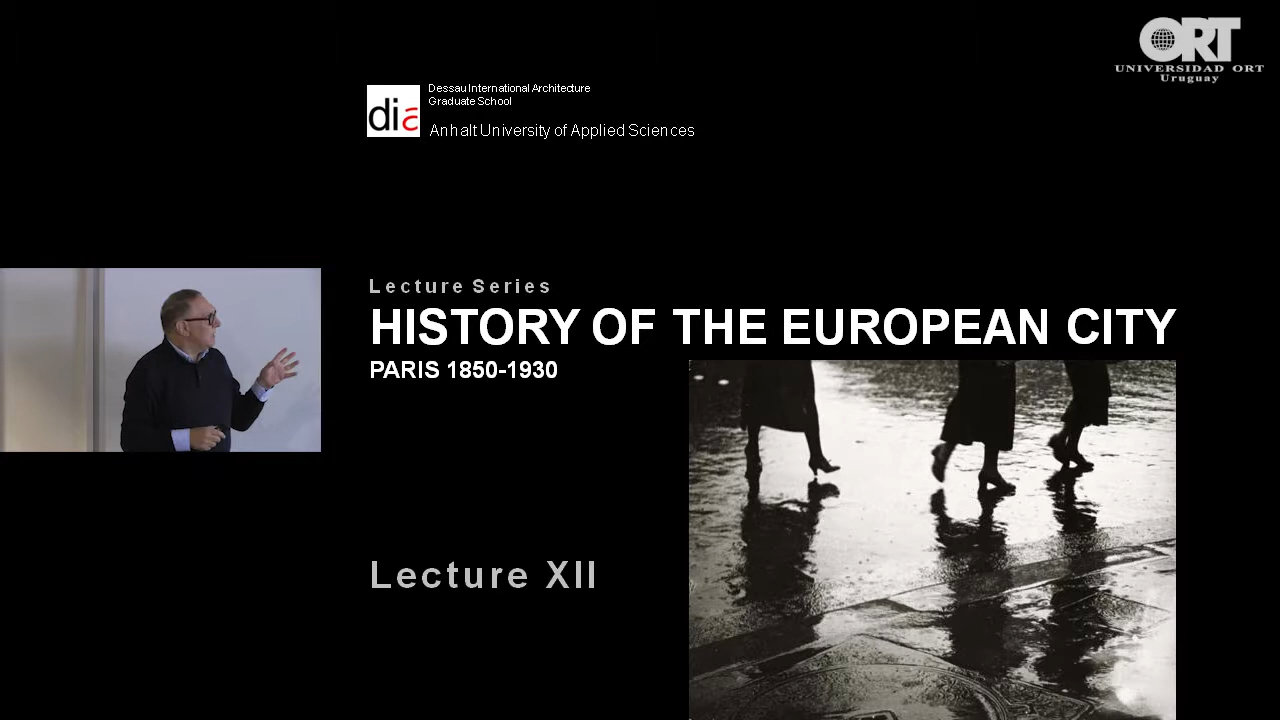 ORT
UNIVERSIDAD ORT
Uruguay
dia
Dessau International Architecture
Graduate School
Anhalt University of Applied Sciences
Lecture Series
HISTORY OF THE EUROPEAN CITY
PARIS 1850-1930
Lecture XII